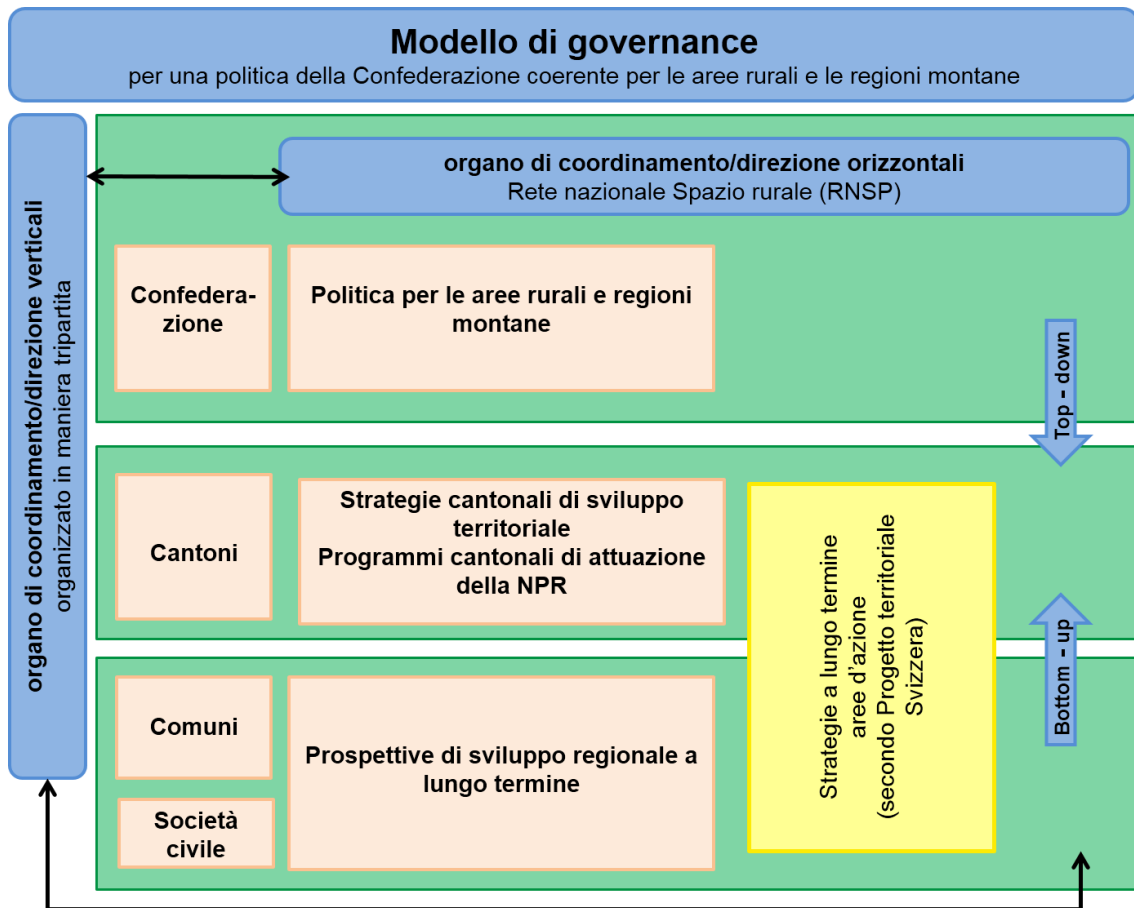 Modello di governance
per una politica della Confederazione coerente per le aree rurali e le regioni montane
organo di coordinamento/direzione verticali
organizzato in maniera tripartita
organo di coordinamento/direzione orizzontali
Rete nazionale Spazio rurale (RNSP)
Confedera-
zione
Politica per le aree rurali e regioni
montane
Top - down
Cantoni
Strategie cantonali di sviluppo
territoriale
Programmi cantonali di attuazione
della NPR
Strategie a lungo termine
aree d’azione
(secondo Progetto territoriale
Svizzera)
Bottom - up
Comuni
Società
civile
Prospettive di sviluppo regionale a
lungo termine